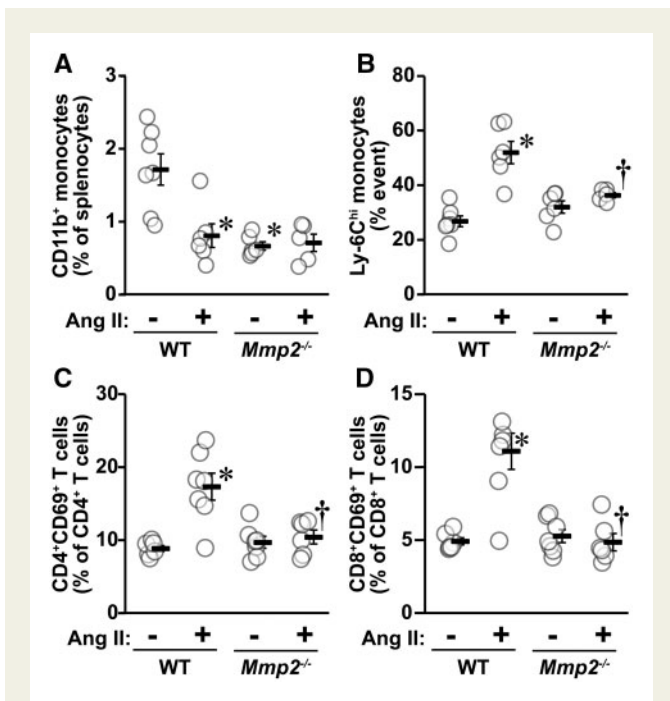 A
CD11b⁺ monocytes
(% of splenocytes)
3
2
1
0
*
*
Ang II: - + - +
WT Mmp2⁻/⁻
B
Ly-6Cʰⁱ monocytes
(% event)
80
60
40
20
0
*
†
Ang II: - + - +
WT Mmp2⁻/⁻
C
CD4⁺CD69⁺ T cells
(% of CD4⁺ T cells)
30
20
10
0
*
†
Ang II: - + - +
WT Mmp2⁻/⁻
D
CD8⁺CD69⁺ T cells
(% of CD8⁺ T cells)
15
10
5
0
*
†
Ang II: - + - +
WT Mmp2⁻/⁻